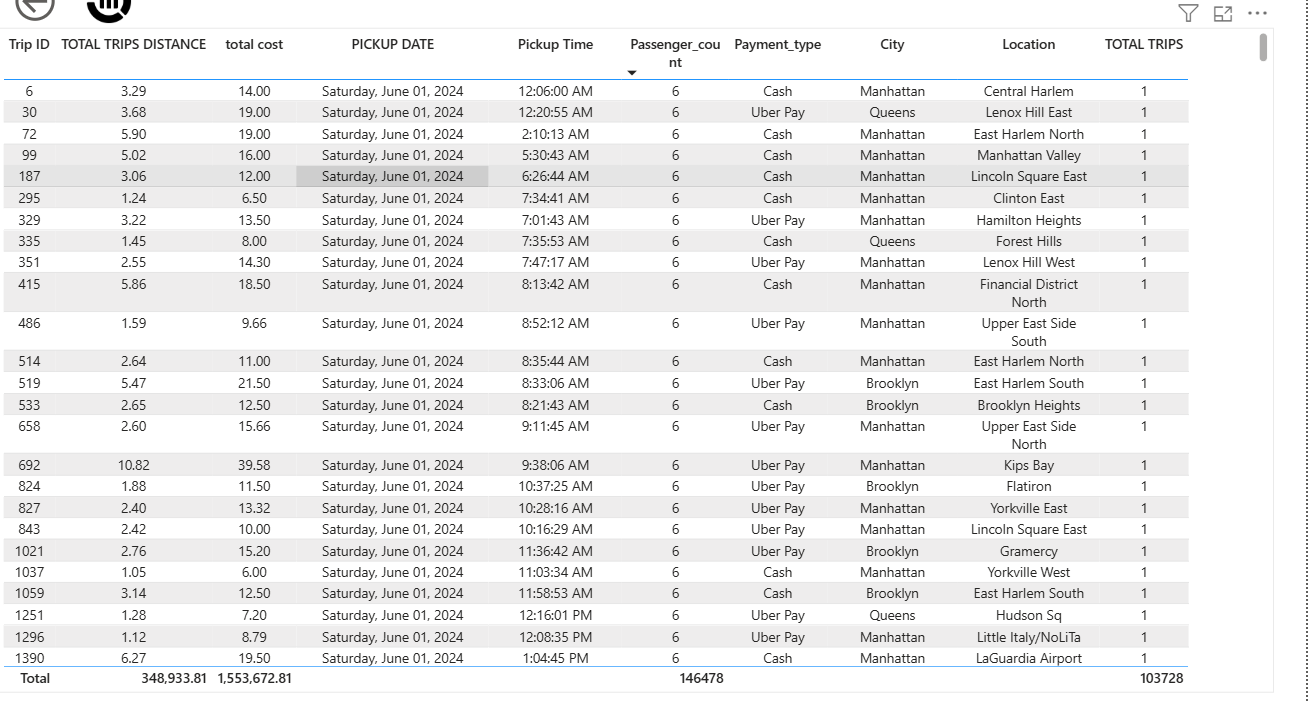 Trip ID TOTAL TRIPS DISTANCE total cost PICKUP DATE Pickup Time Passenger_cou Payment_type City Location TOTAL TRIPS
nt
6 3.29 14.00 Saturday, June 01, 2024 12:06:00 AM 6 Cash Manhattan Central Harlem 1
30 3.68 19.00 Saturday, June 01, 2024 12:20:55 AM 6 Uber Pay Queens Lenox Hill East 1
72 5.90 19.00 Saturday, June 01, 2024 2:10:13 AM 6 Cash Manhattan East Harlem North 1
99 5.02 16.00 Saturday, June 01, 2024 5:30:43 AM 6 Cash Manhattan Manhattan Valley 1
187 3.06 12.00 Saturday, June 01, 2024 6:26:44 AM 6 Cash Manhattan Lincoln Square East 1
295 1.24 6.50 Saturday, June 01, 2024 7:34:41 AM 6 Cash Manhattan Clinton East 1
329 3.22 13.50 Saturday, June 01, 2024 7:01:43 AM 6 Uber Pay Manhattan Hamilton Heights 1
335 1.45 8.00 Saturday, June 01, 2024 7:35:53 AM 6 Cash Queens Forest Hills 1
351 2.55 14.30 Saturday, June 01, 2024 7:47:17 AM 6 Uber Pay Manhattan Lenox Hill West 1
415 5.86 18.50 Saturday, June 01, 2024 8:13:42 AM 6 Cash Manhattan Financial District 1
North
486 1.59 9.66 Saturday, June 01, 2024 8:52:12 AM 6 Uber Pay Manhattan Upper East Side 1
South
514 2.64 11.00 Saturday, June 01, 2024 8:35:44 AM 6 Cash Manhattan East Harlem North 1
519 5.47 21.50 Saturday, June 01, 2024 8:33:06 AM 6 Uber Pay Brooklyn East Harlem South 1
533 2.65 12.50 Saturday, June 01, 2024 8:21:43 AM 6 Cash Brooklyn Brooklyn Heights 1
658 2.60 15.66 Saturday, June 01, 2024 9:11:45 AM 6 Uber Pay Manhattan Upper East Side 1
North
692 10.82 39.58 Saturday, June 01, 2024 9:38:06 AM 6 Uber Pay Manhattan Kips Bay 1
824 1.88 11.50 Saturday, June 01, 2024 10:37:25 AM 6 Uber Pay Brooklyn Flatiron 1
827 2.40 13.32 Saturday, June 01, 2024 10:28:16 AM 6 Uber Pay Manhattan Yorkville East 1
843 2.42 10.00 Saturday, June 01, 2024 10:16:29 AM 6 Uber Pay Manhattan Lincoln Square East 1
1021 2.76 15.20 Saturday, June 01, 2024 11:36:42 AM 6 Uber Pay Brooklyn Gramercy 1
1037 1.05 6.00 Saturday, June 01, 2024 11:03:34 AM 6 Cash Manhattan Yorkville West 1
1059 3.14 12.50 Saturday, June 01, 2024 11:58:53 AM 6 Cash Brooklyn East Harlem South 1
1251 1.28 7.20 Saturday, June 01, 2024 12:16:01 PM 6 Uber Pay Queens Hudson Sq 1
1296 1.12 8.79 Saturday, June 01, 2024 12:08:35 PM 6 Uber Pay Manhattan Little Italy/NoLiTa 1
1390 6.27 19.50 Saturday, June 01, 2024 1:04:45 PM 6 Cash Manhattan LaGuardia Airport 1
Total 348,933.81 1,553,672.81 146478 103728